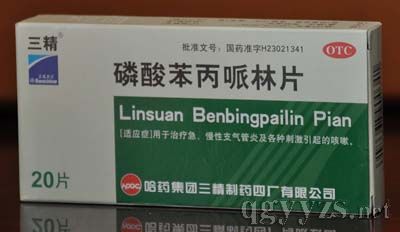 三精
批准文号：国药准字H23021341
OTC
磷酸苯丙哌林片
Linsuan Benbingpailin Pian
[适应症]用于治疗急、慢性支气管炎及各种刺激引起的咳嗽。
20片
哈药集团三精制药四厂有限公司
qgyyzs.net